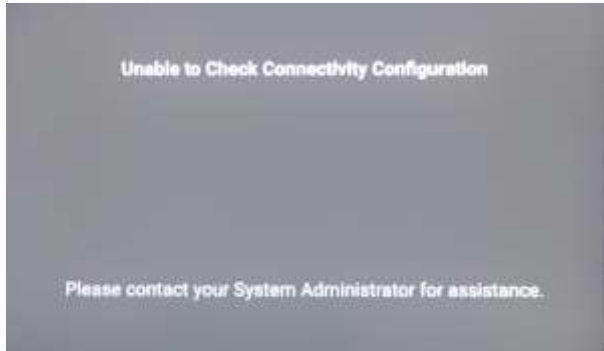 Unable to Check Connectivity Configuration
Please contact your System Administrator for assistance.